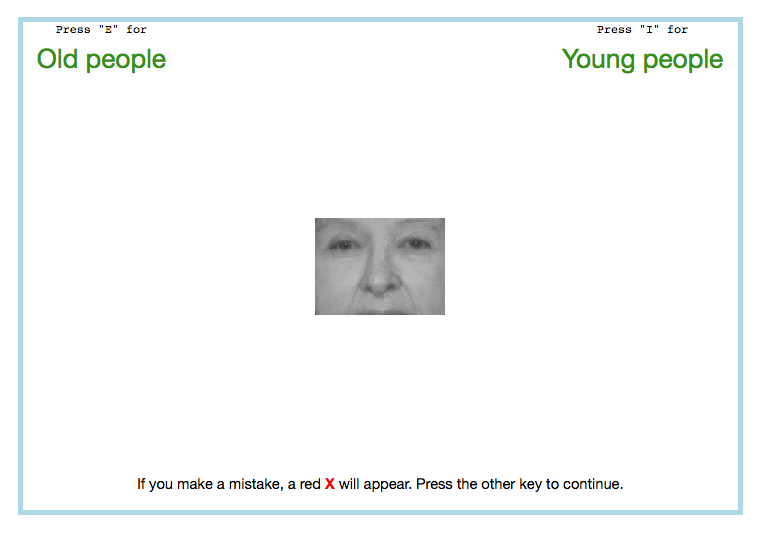 Press "E" for
Press "I" for
Old people
Young people
If you make a mistake, a red X will appear. Press the other key to continue.